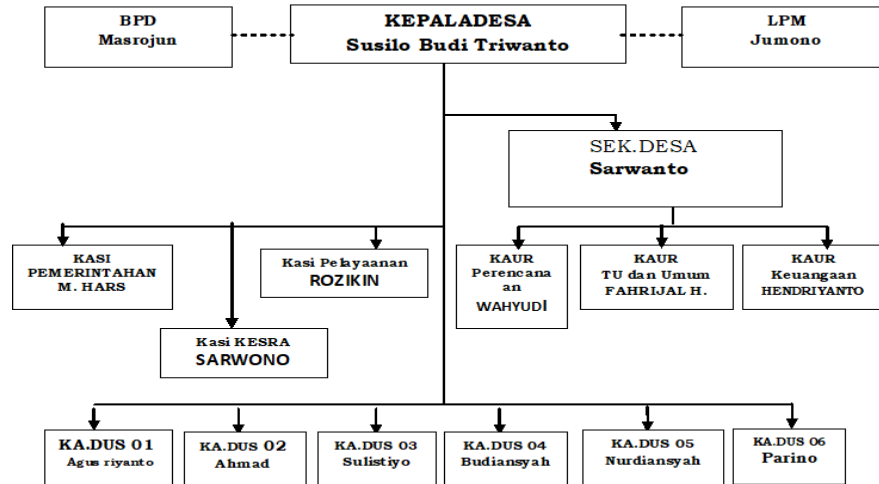 BPD
Masrojun
KEPALADESA
Susilo Budi Triwanto
LPM
Jumono
SEK.DESA
Sarwanto
KASI
PEMERINTAHAN
M. HARS
Kasi Pelayaanan
ROZIKIN
KAUR
Perencana
an
WAHYUDI
KAUR
TU dan Umum
FAHRIJAL H.
KAUR
Keuangaan
HENDRIYANTO
Kasi KESRA
SARWONO
KA.DUS 01
Agus riyanto
KA.DUS 02
Ahmad
KA.DUS 03
Sulistiyo
KA.DUS 04
Budiansyah
KA.DUS 05
Nurdiansyah
KA.DUS 06
Parino